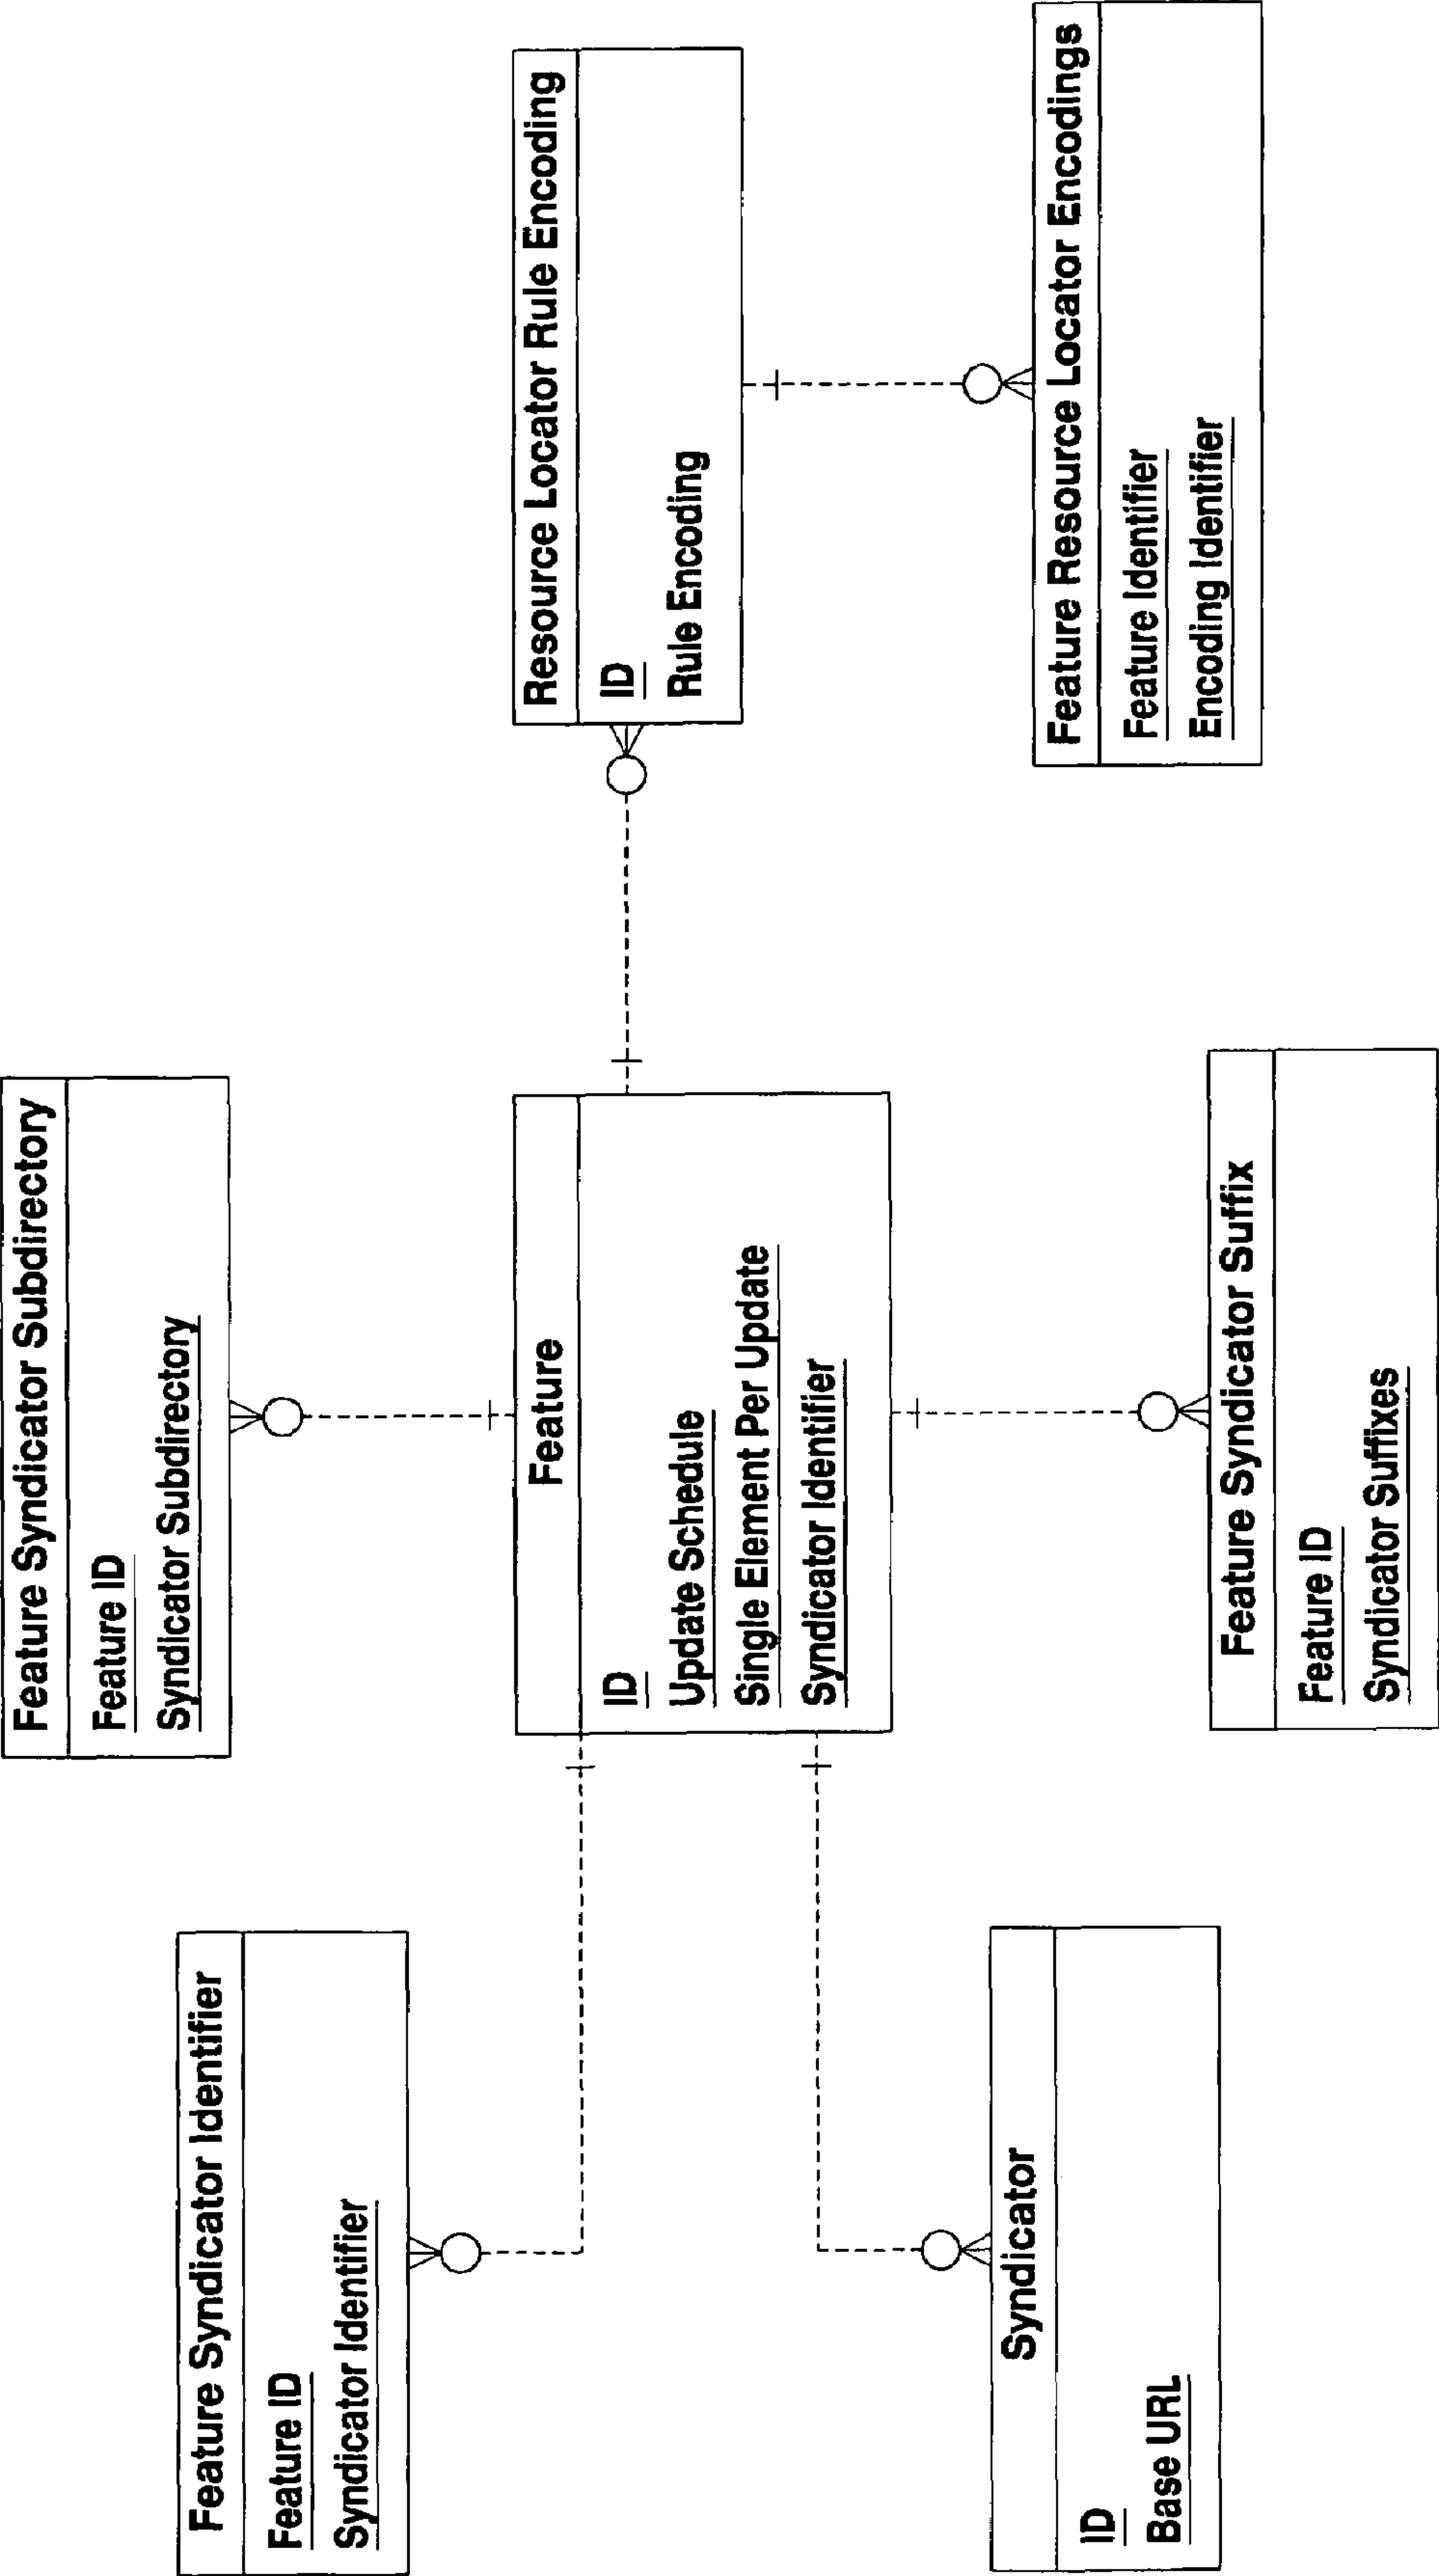 Feature Syndicator Subdirectory
Feature ID
Syndicator Subdirectory
Feature Syndicator Identifier
Feature ID
Syndicator Identifier
Feature
ID
Update Schedule
Single Element Per Update
Syndicator Identifier
Resource Locator Rule Encoding
ID
Rule Encoding
Syndicator
ID
Base URL
Feature Syndicator Suffix
Feature ID
Syndicator Suffixes
Feature Resource Locator Encodings
Feature Identifier
Encoding Identifier